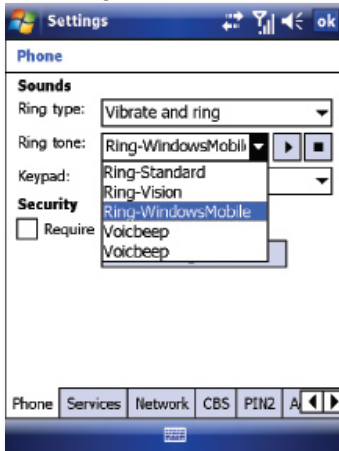 Settings ok
Phone
Sounds
Ring type: Vibrate and ring
Ring tone: Ring-WindowsMobil
Keypad: Ring-Standard
Ring-Vision
Security Ring-WindowsMobile
Require Voicbeep
Voicbeep
Phone Services Network CBS PIN2 A